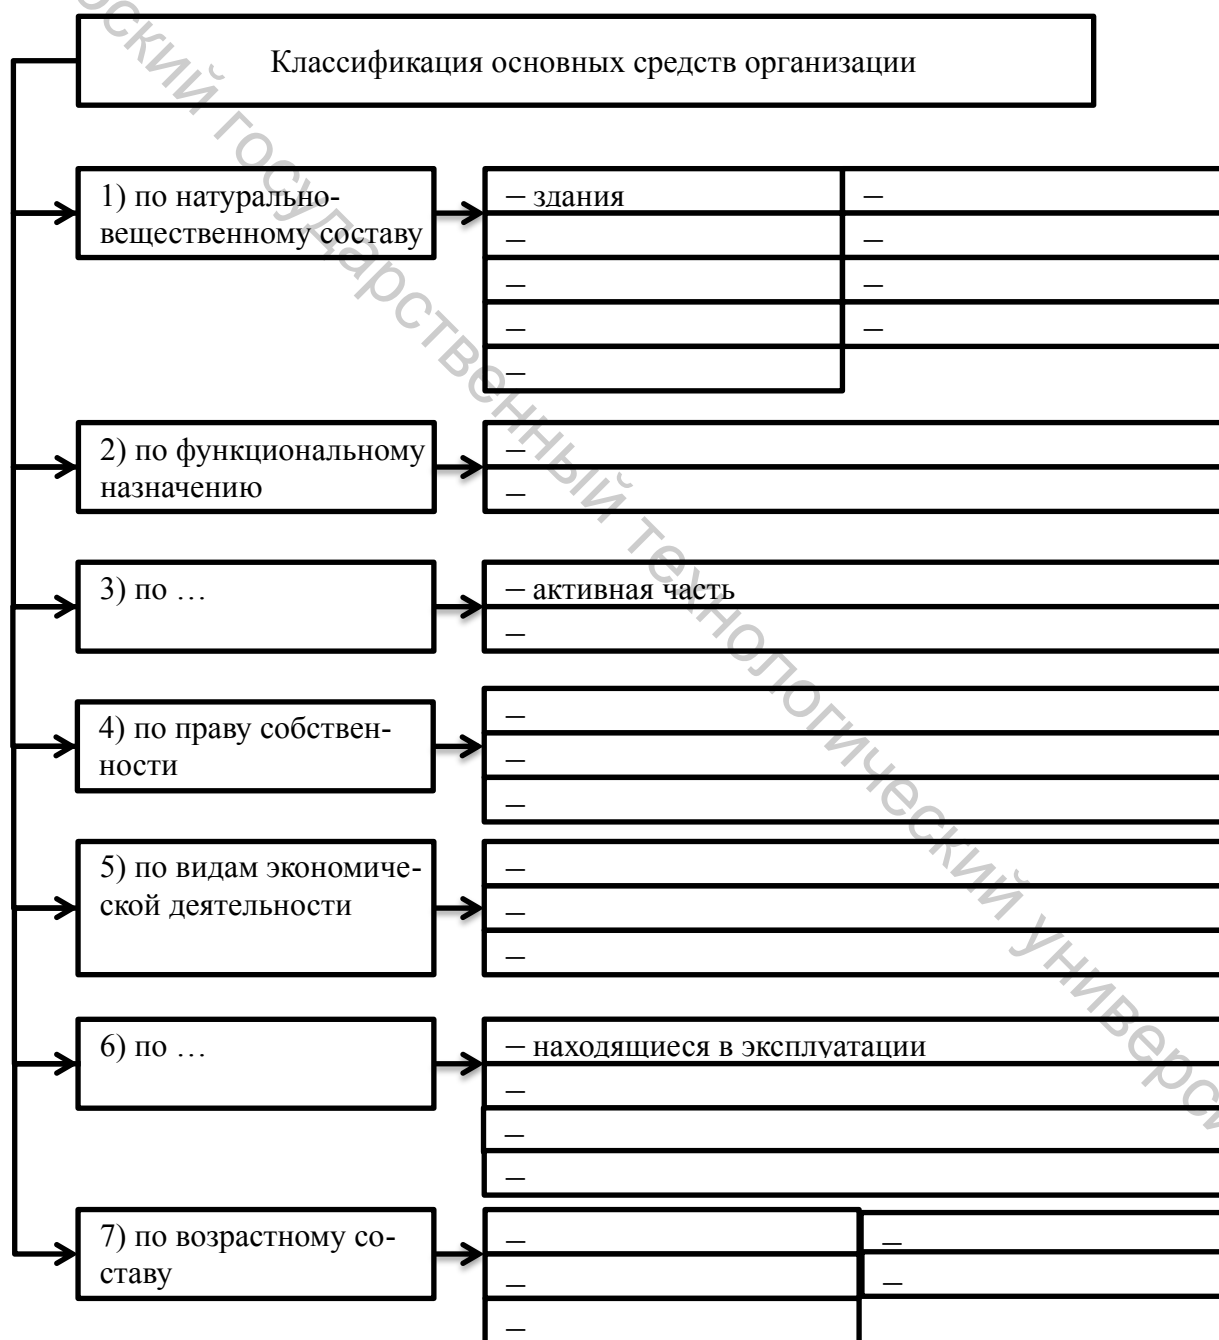 Классификация основных средств организации
1) по натурально-
вещественному составу
– здания
–
–
–
–
–
–
–
–
2) по функциональному
назначению
–
–
3) по …
– активная часть
–
4) по праву собствен-
ности
–
–
–
5) по видам экономиче-
ской деятельности
–
–
–
6) по …
– находящиеся в эксплуатации
–
–
–
7) по возрастному со-
ставу
–
–
–
–
–
государственный технологический